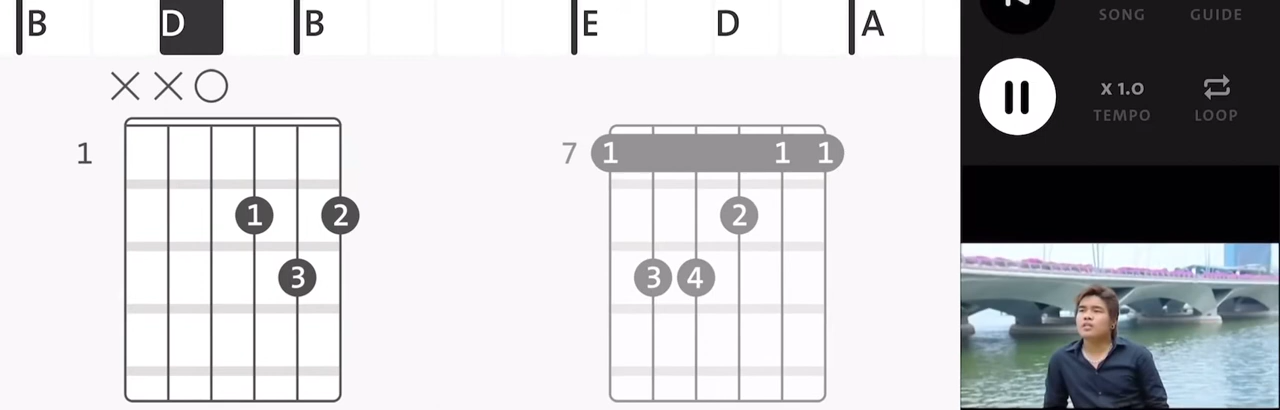 B D B E D A
SONG GUIDE
X 1.0
TEMPO LOOP
1
1 2
3
7
1 1 1
2
3 4